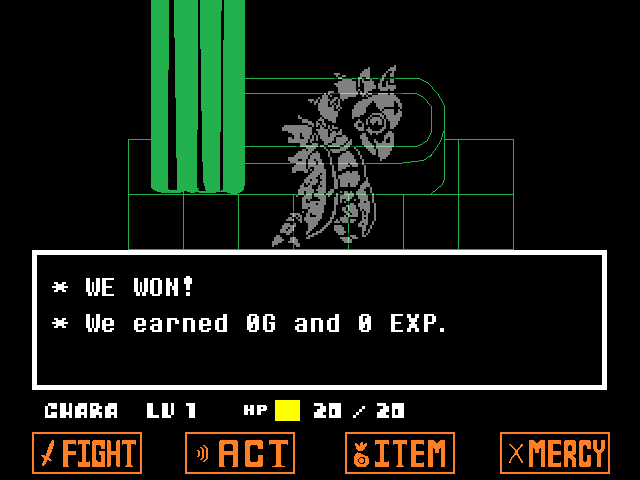 * WE WON!
* We earned 0G and 0 EXP.
CHARA LV 1 HP 20 / 20
FIGHT ACT ITEM MERCY